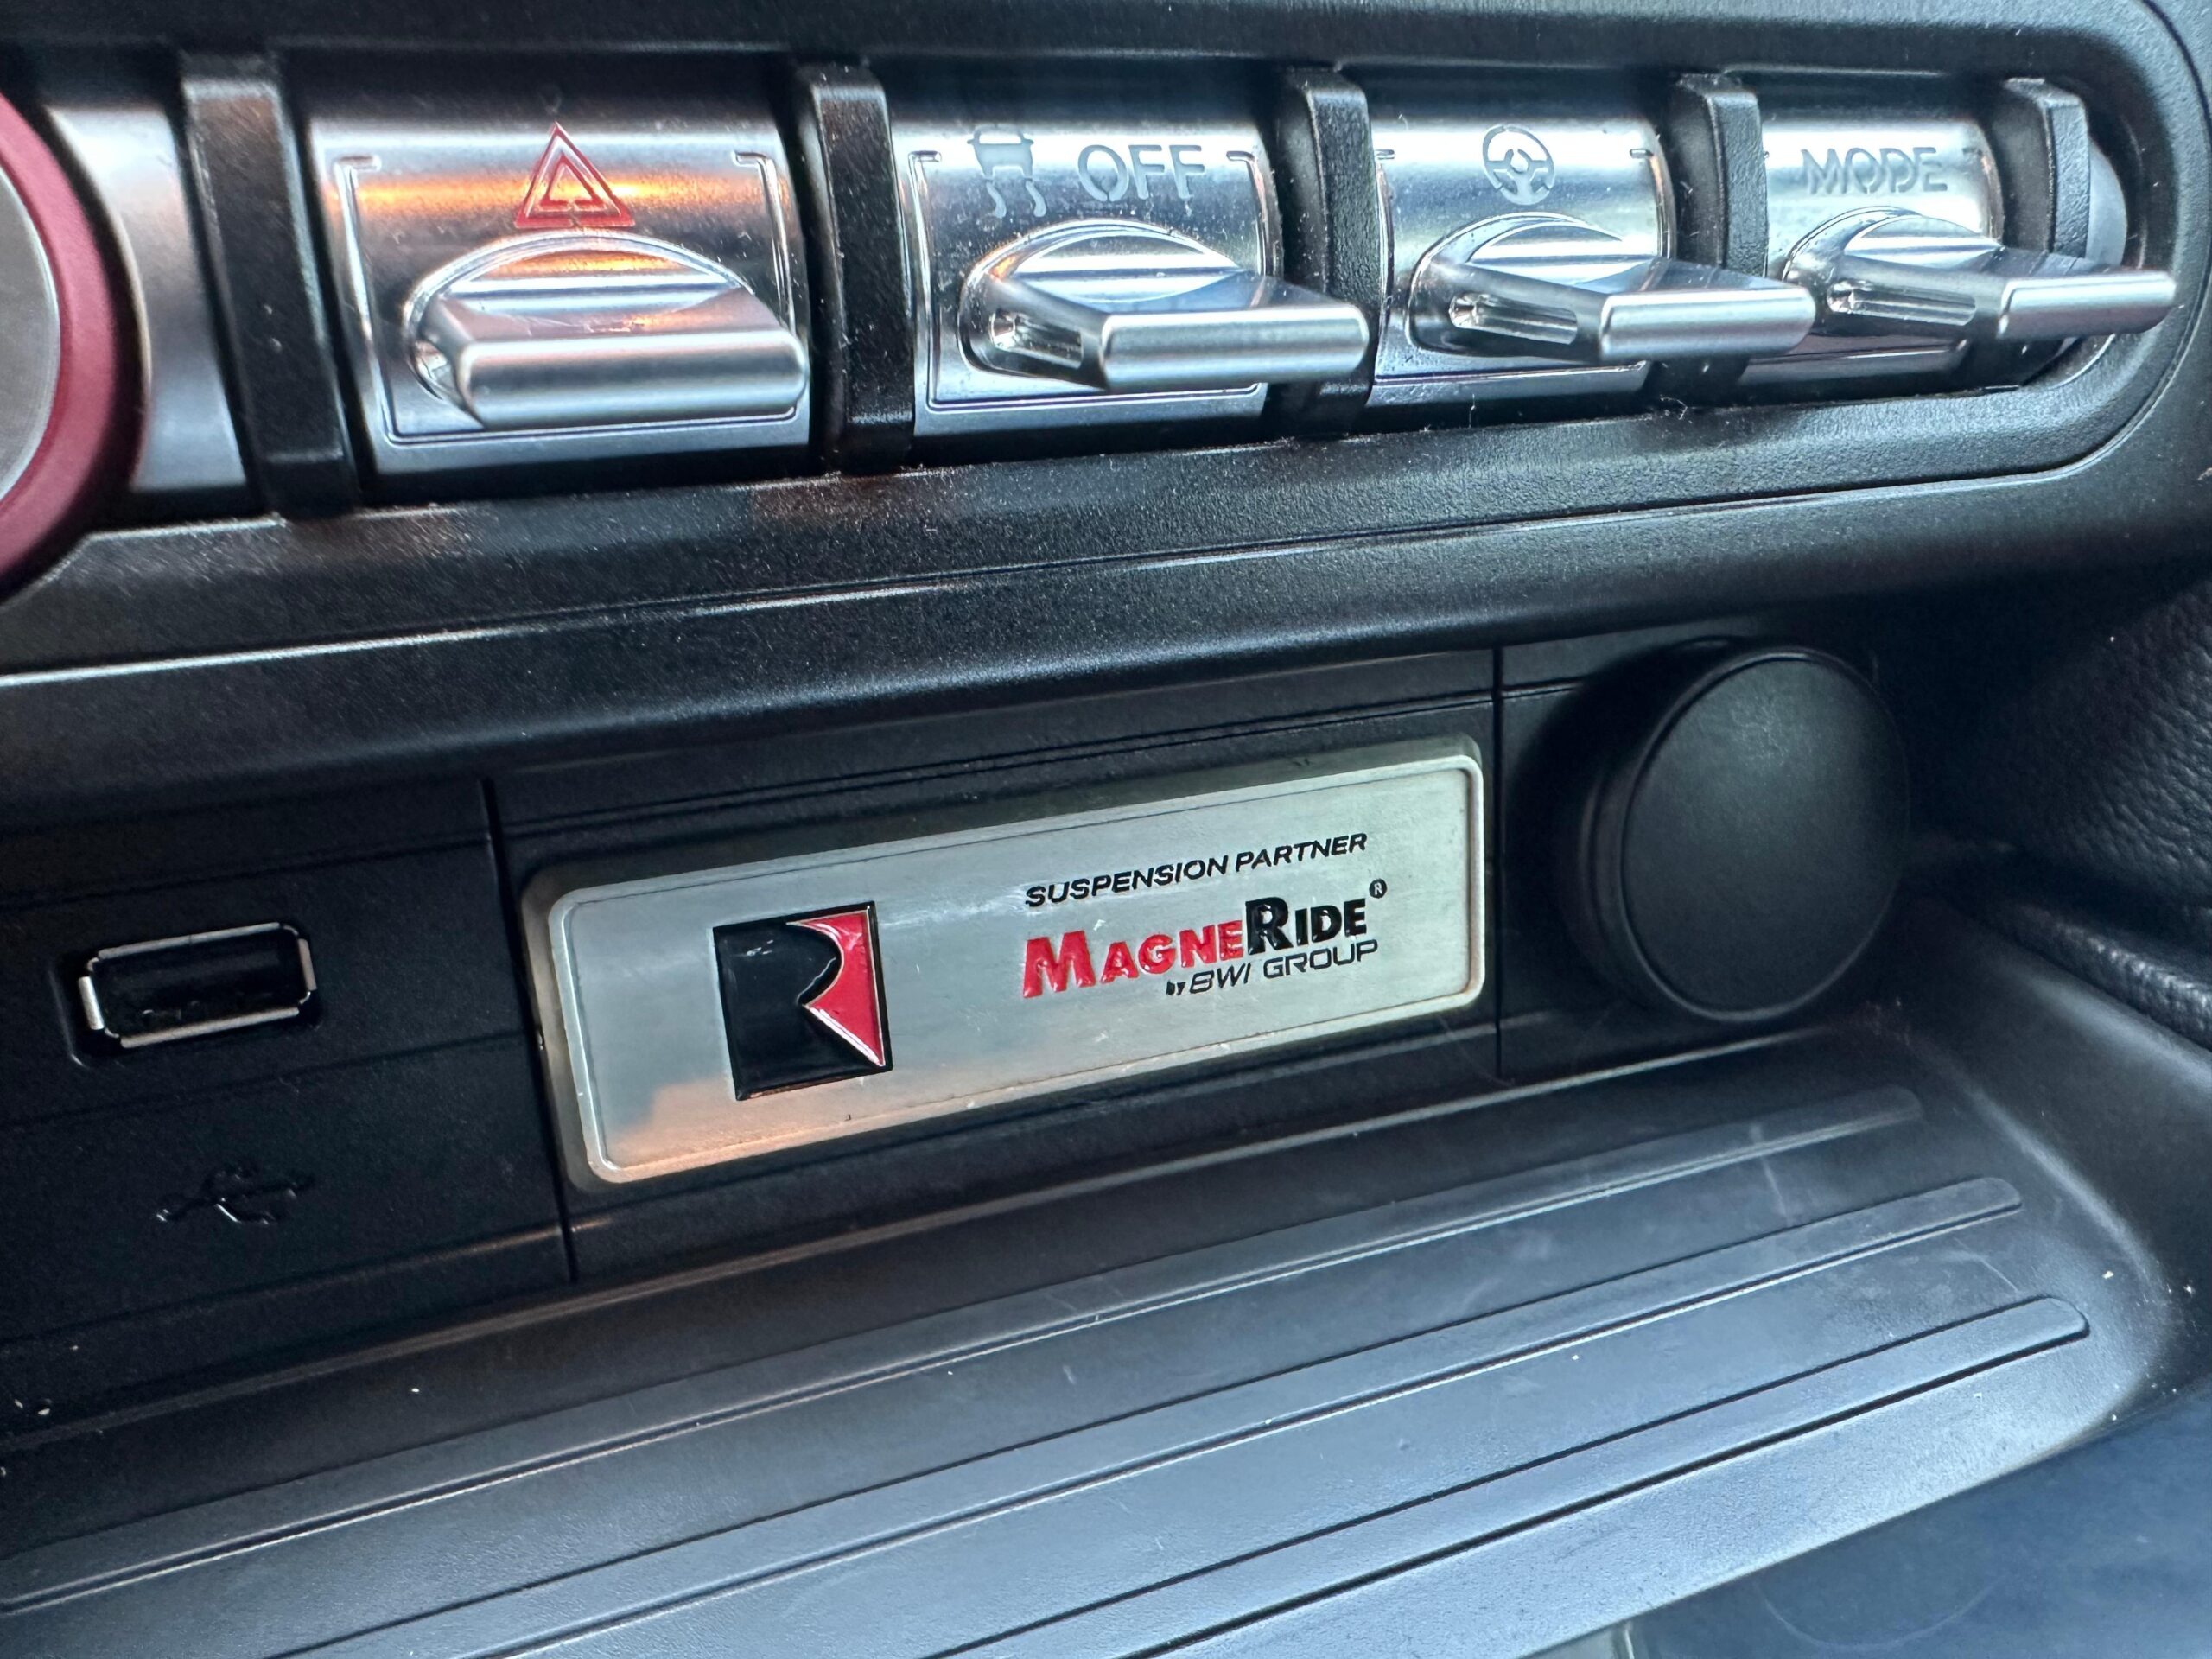 OFF
MODE
SUSPENSION PARTNER
MAGNERIDE®
by BWI GROUP